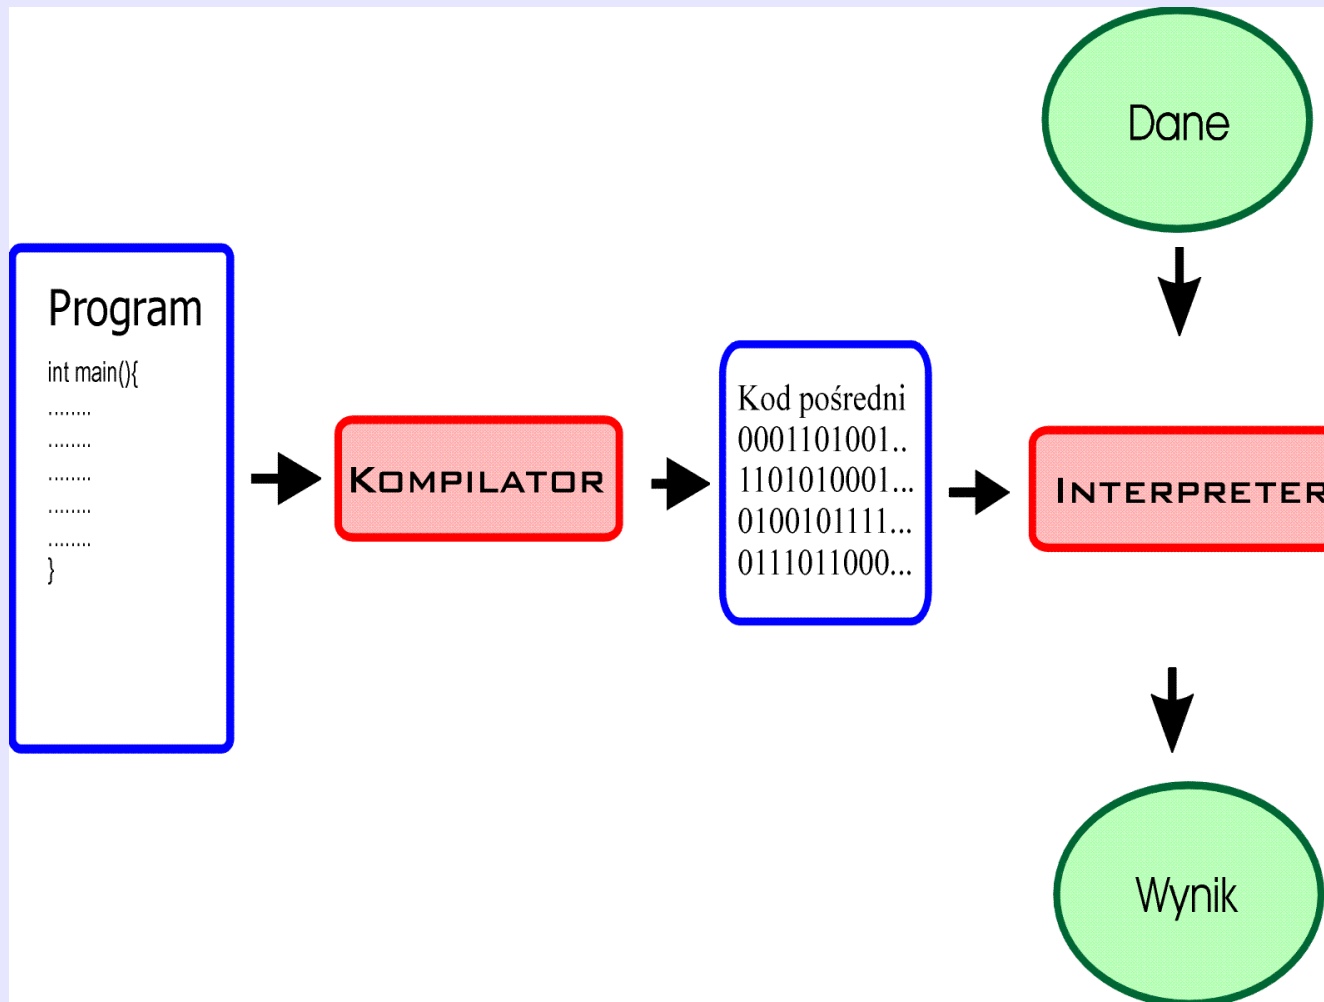 Dane
Program
int main(){
........
........
........
........
........
}
KOMPILATOR
Kod pośredni
0001101001..
1101010001...
0100101111...
0111011000...
INTERPRETER
Wynik